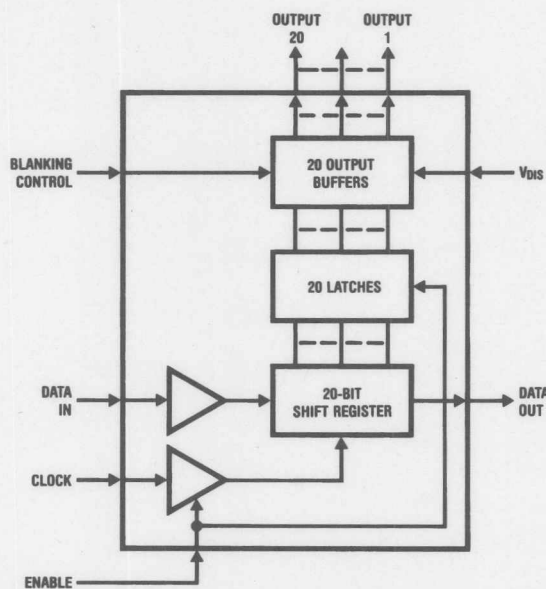 OUTPUT
20
OUTPUT
1
BLANKING
CONTROL
20 OUTPUT
BUFFERS
VDIS
20 LATCHES
DATA
IN
20-BIT
SHIFT REGISTER
DATA
OUT
CLOCK
ENABLE